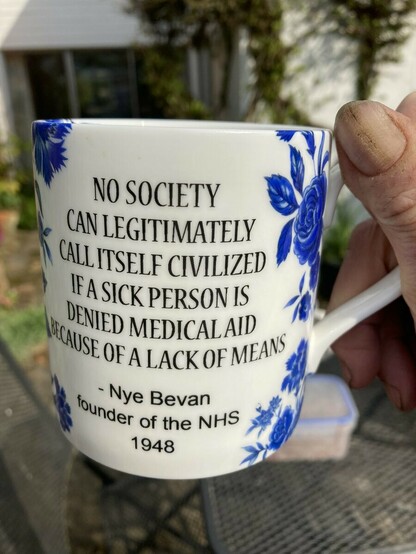 NO SOCIETY
CAN LEGITIMATELY
CALL ITSELF CIVILIZED
IF A SICK PERSON IS
DENIED MEDICAL AID
BECAUSE OF A LACK OF MEANS
- Nye Bevan
founder of the NHS
1948